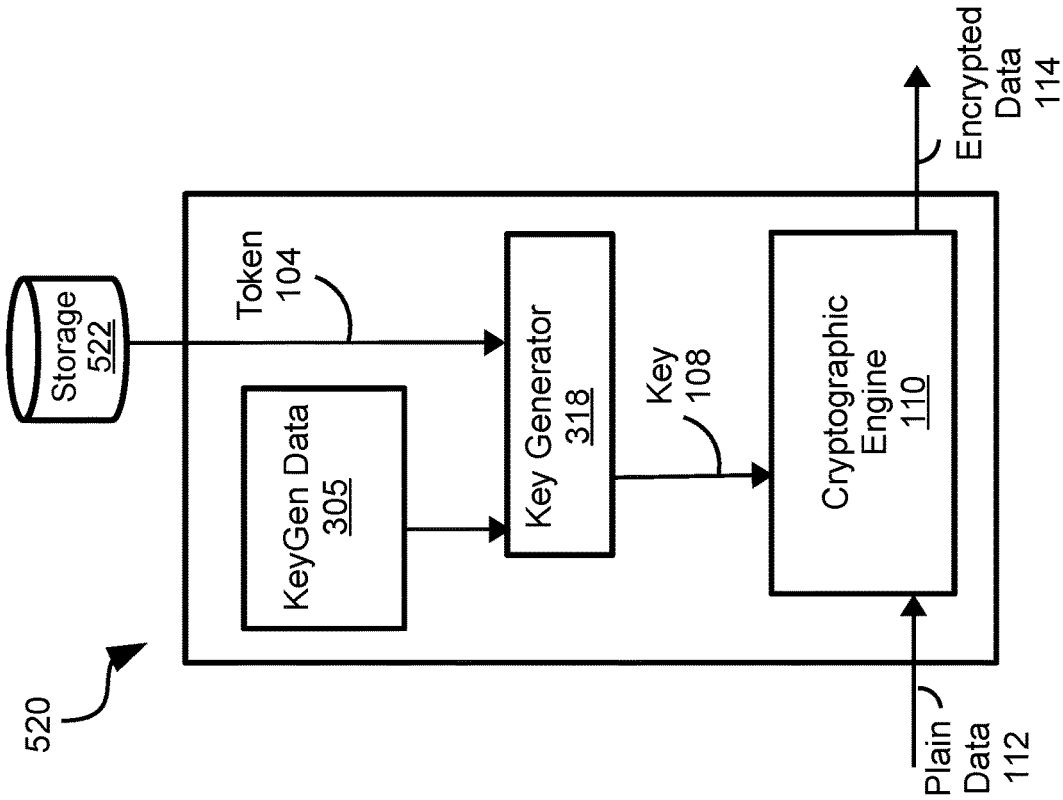 520
Storage
522
Token
104
KeyGen Data
305
Key Generator
318
Key
108
Cryptographic
Engine
110
Plain
Data
112
Encrypted
Data
114